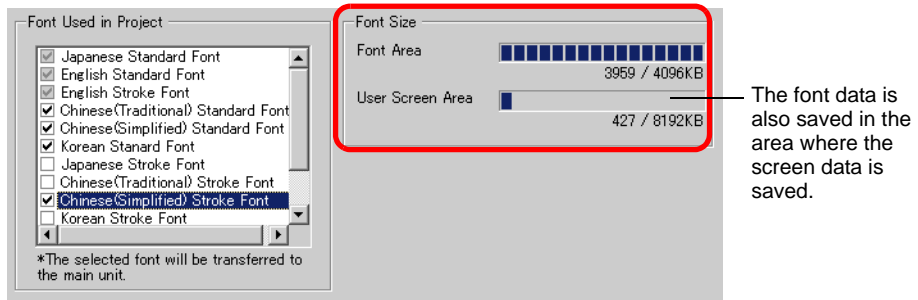 Font Used in Project
Japanese Standard Font
English Standard Font
English Stroke Font
Chinese(Traditional) Standard Font
Chinese(Simplified) Standard Font
Korean Stanard Font
Japanese Stroke Font
Chinese(Traditional) Stroke Font
Chinese(Simplified) Stroke Font
Korean Stroke Font
*The selected font will be transferred to
the main unit.
Font Size
Font Area
3959 / 4096KB
User Screen Area
427 / 8192KB
The font data is
also saved in the
area where the
screen data is
saved.